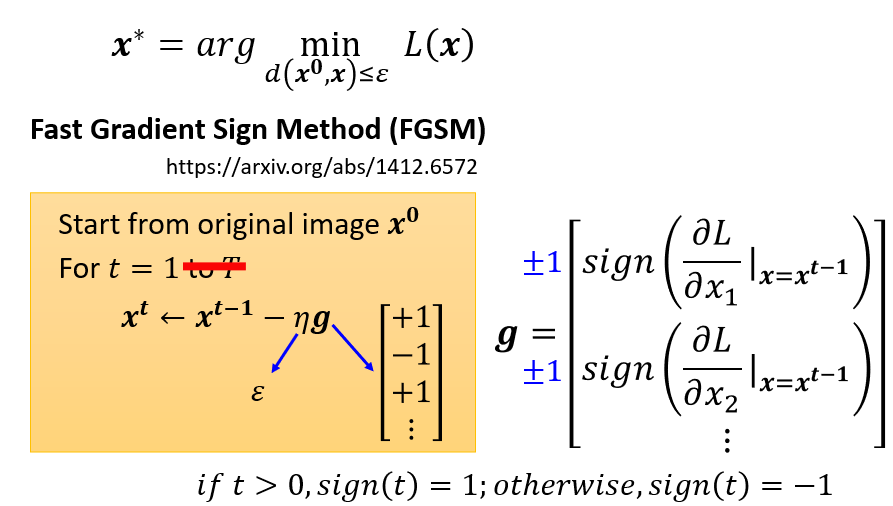 x* = arg min L(x)
d(x⁰,x)≤ε
Fast Gradient Sign Method (FGSM)
https://arxiv.org/abs/1412.6572
Start from original image x⁰
For t = 1 to T
xᵗ ← xᵗ⁻¹ − ηg
ε
[+1
−1
+1
⋮]
g =
±1 [sign(∂L/∂x₁ |x=xᵗ⁻¹)
±1 sign(∂L/∂x₂ |x=xᵗ⁻¹)
⋮]
if t > 0, sign(t) = 1; otherwise, sign(t) = −1